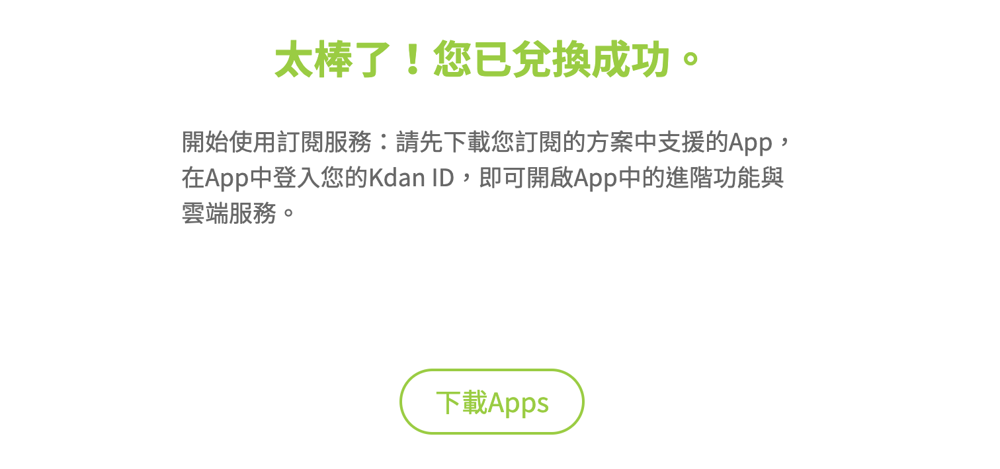 太棒了！您已兌換成功。
開始使用訂閱服務：請先下載您訂閱的方案中支援的App，
在App中登入您的Kdan ID，即可開啟App中的進階功能與
雲端服務。
下載Apps